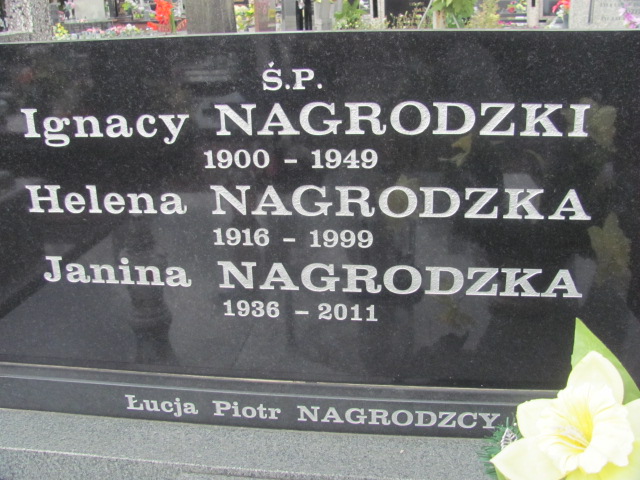 Ś.P.
Ignacy NAGRODZKI
1900 - 1949
Helena NAGRODZKA
1916 - 1999
Janina NAGRODZKA
1936 - 2011
Łucja Piotr NAGRODZCY